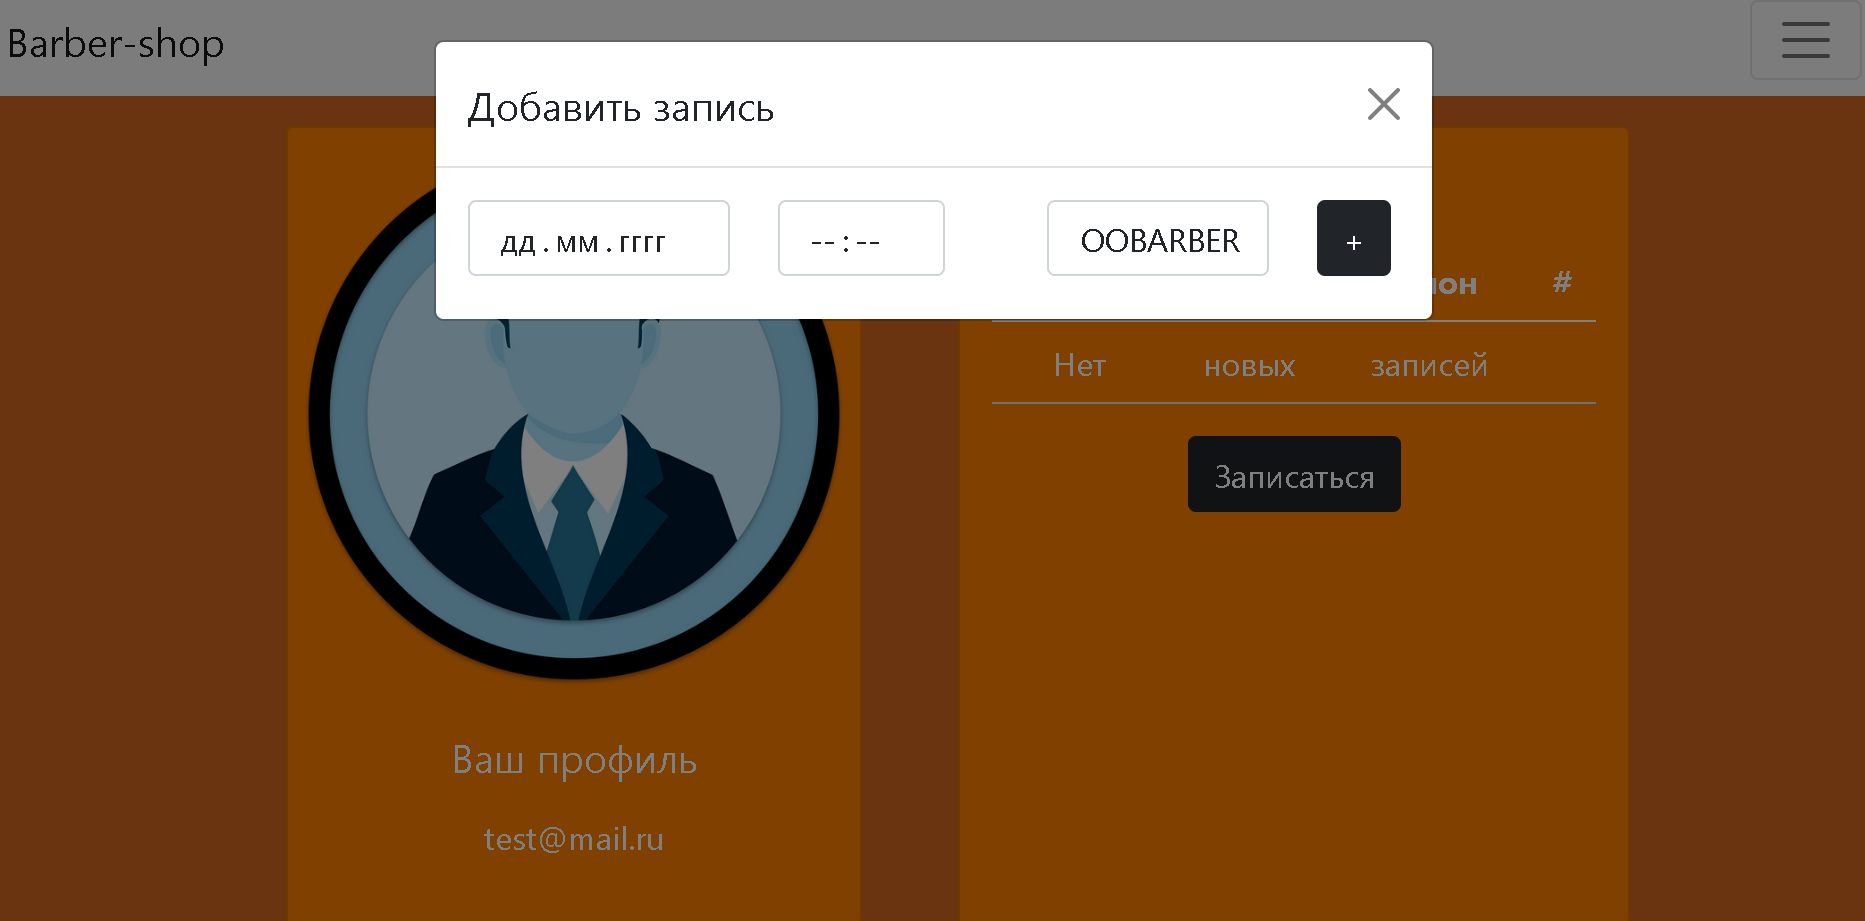 Barber-shop
Добавить запись
дд.мм.гггг --:-- OOBARBER +
#
Нет новых записей
Записаться
Ваш профиль
test@mail.ru